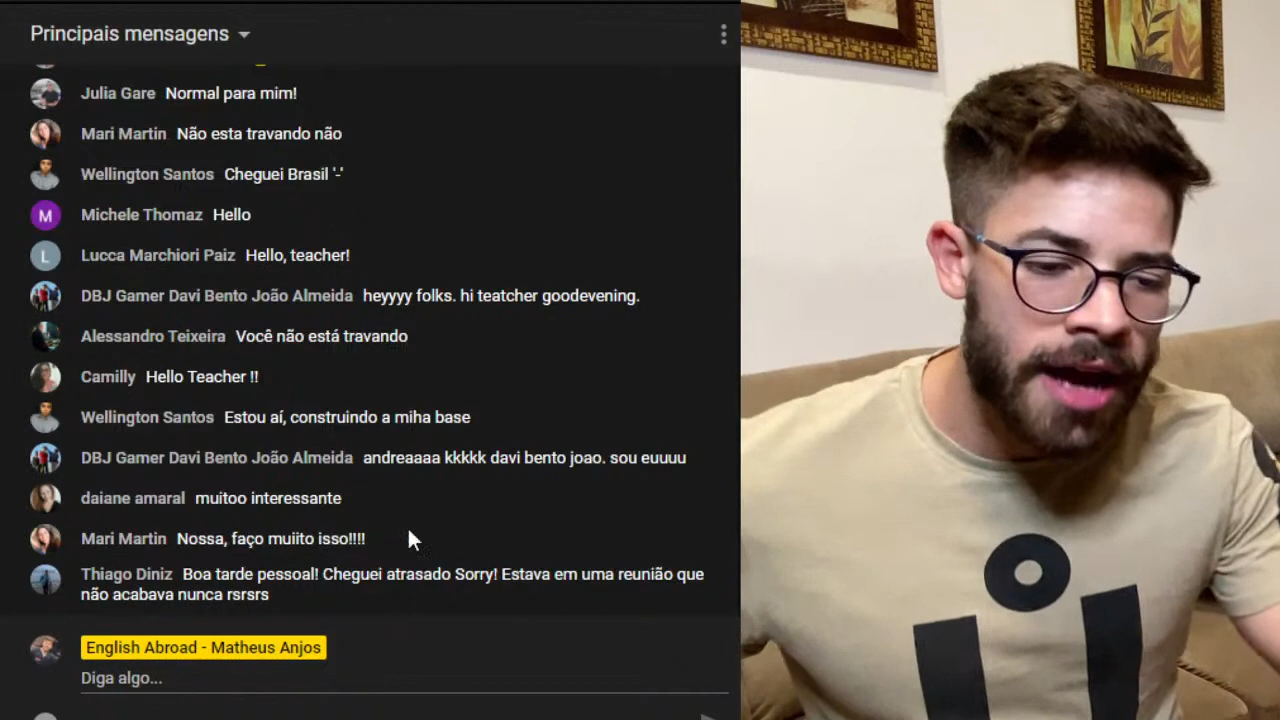 Principais mensagens
Julia Gare Normal para mim!
Mari Martin Não esta travando não
Wellington Santos Cheguei Brasil '-'
M Michele Thomaz Hello
L Lucca Marchiori Paiz Hello, teacher!
DBJ Gamer Davi Bento João Almeida heyyyy folks. hi teatcher goodevening.
Alessandro Teixeira Você não está travando
Camilly Hello Teacher !!
Wellington Santos Estou aí, construindo a miha base
DBJ Gamer Davi Bento João Almeida andreaaaa kkkkk davi bento joao. sou euuuu
daiane amaral muitoo interessante
Mari Martin Nossa, faço muiito isso!!!!
Thiago Diniz Boa tarde pessoal! Cheguei atrasado Sorry! Estava em uma reunião que
não acabava nunca rsrsrs
English Abroad - Matheus Anjos
Diga algo...